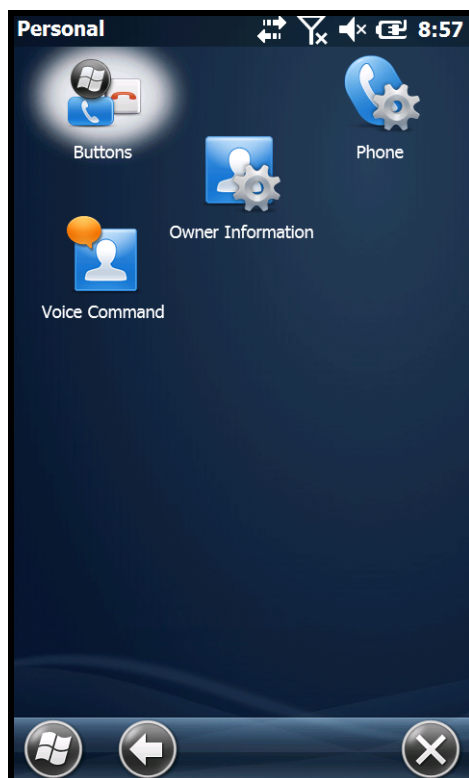 Personal 8:57
Buttons
Phone
Owner Information
Voice Command